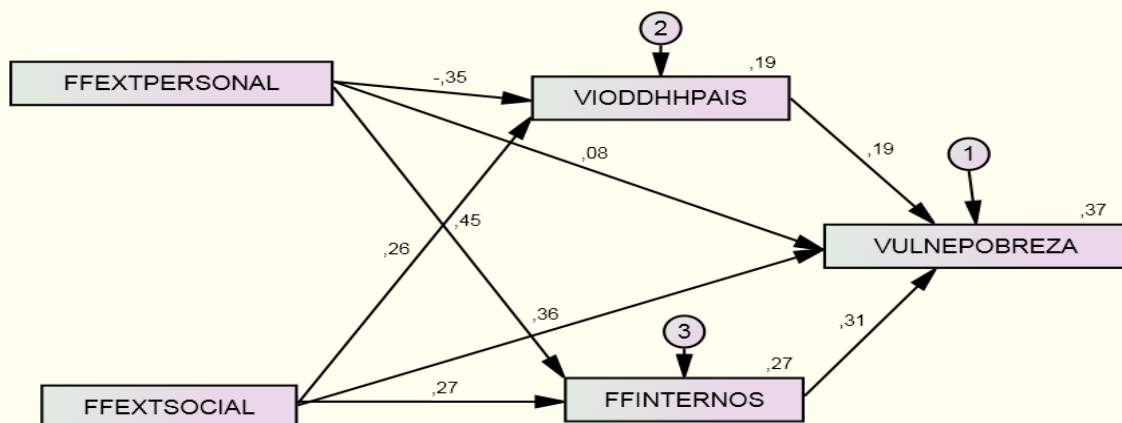 2
,19
FFEXTPERSONAL
-,35
VIODDHHPAIS
,08
,19
1
,37
,26
,45
VULNEPOBREZA
,36
3
,31
,27
FFEXTSOCIAL
,27
FFINTERNOS